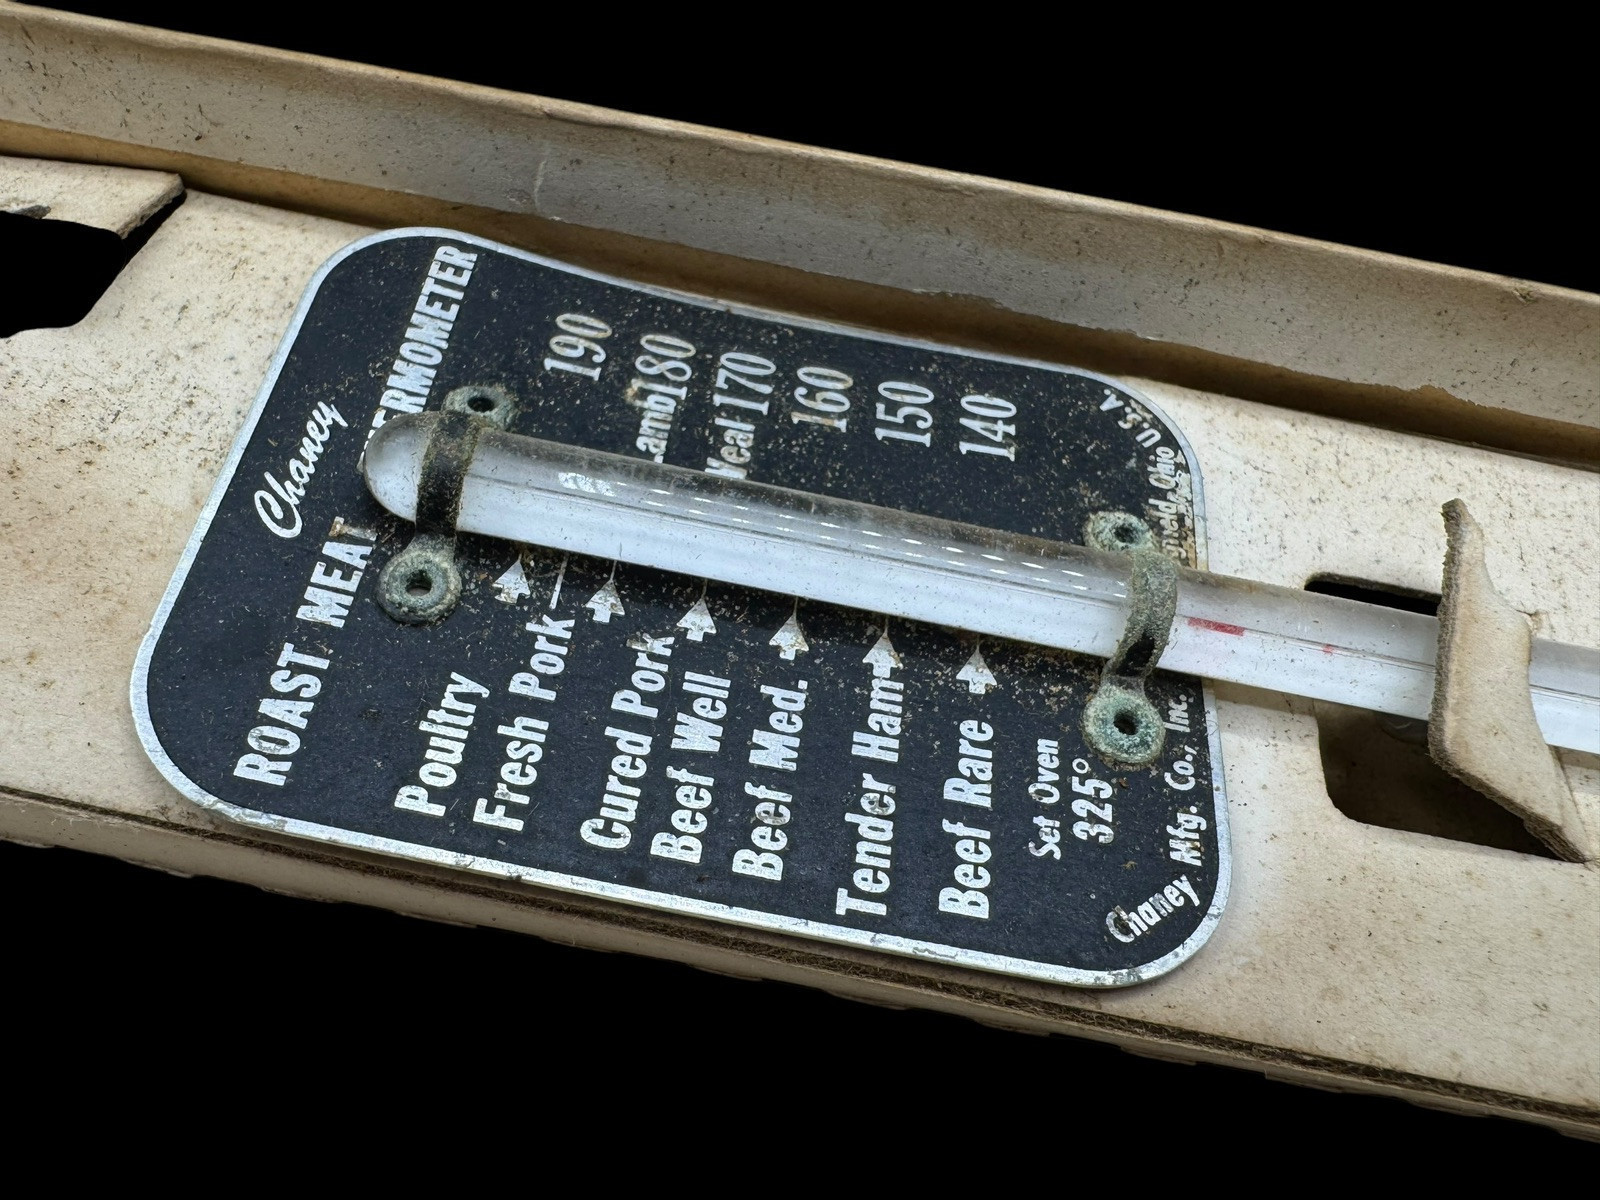 Chaney
ROAST MEAT THERMOMETER
190
Poultry
Fresh Pork
Lamb 180
Cured Pork
Veal 170
Beef Well
160
Beef Med.
150
Tender Ham
140
Beef Rare
Set Oven
325°
Chaney Mfg. Co., Inc. Ohio U.S.A